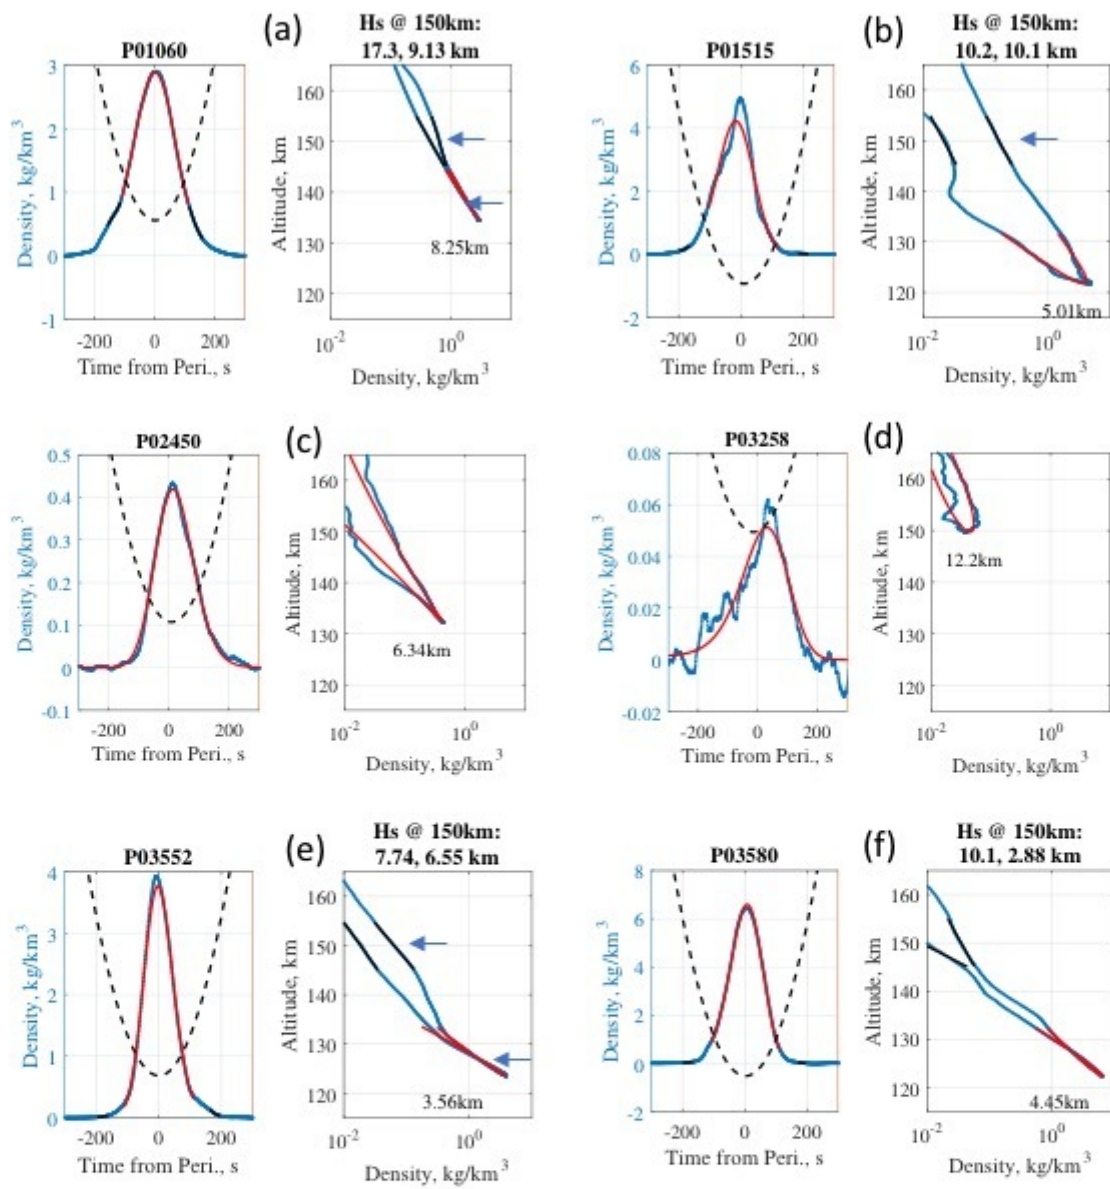 (a)
Hs @ 150km:
17.3, 9.13 km
P01060
3
2
1
0
-1
Density, kg/km3
-200 0 200
Time from Peri., s
160
150
140
130
120
Altitude, km
8.25km
10-2 100
Density, kg/km3
(b)
Hs @ 150km:
10.2, 10.1 km
P01515
6
4
2
0
-2
Density, kg/km3
-200 0 200
Time from Peri., s
160
150
140
130
120
Altitude, km
5.01km
10-2 100
Density, kg/km3
(c)
P02450
0.5
0.4
0.3
0.2
0.1
0
-0.1
Density, kg/km3
-200 0 200
Time from Peri., s
160
150
140
130
120
Altitude, km
6.34km
10-2 100
Density, kg/km3
(d)
P03258
0.08
0.06
0.04
0.02
0
-0.02
Density, kg/km3
-200 0 200
Time from Peri., s
160
150
140
130
120
Altitude, km
12.2km
10-2 100
Density, kg/km3
(e)
Hs @ 150km:
7.74, 6.55 km
P03552
4
3
2
1
0
Density, kg/km3
-200 0 200
Time from Peri., s
160
150
140
130
120
Altitude, km
3.56km
10-2 100
Density, kg/km3
(f)
Hs @ 150km:
10.1, 2.88 km
P03580
8
6
4
2
0
-2
Density, kg/km3
-200 0 200
Time from Peri., s
160
150
140
130
120
Altitude, km
4.45km
10-2 100
Density, kg/km3